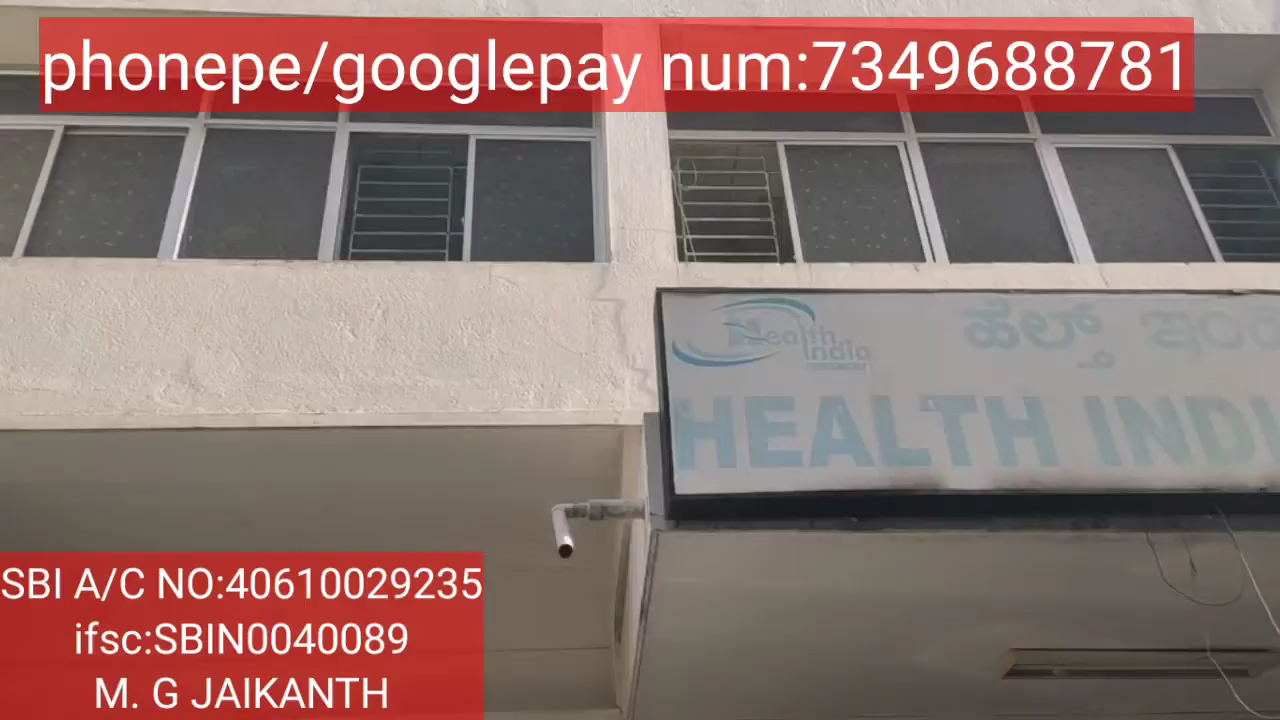 phonepe/googlepay num:7349688781
Health
India
ಹೆಲ್ತ್ ಇಂಡಿ
HEALTH INDI
SBI A/C NO:40610029235
ifsc:SBIN0040089
M. G JAIKANTH